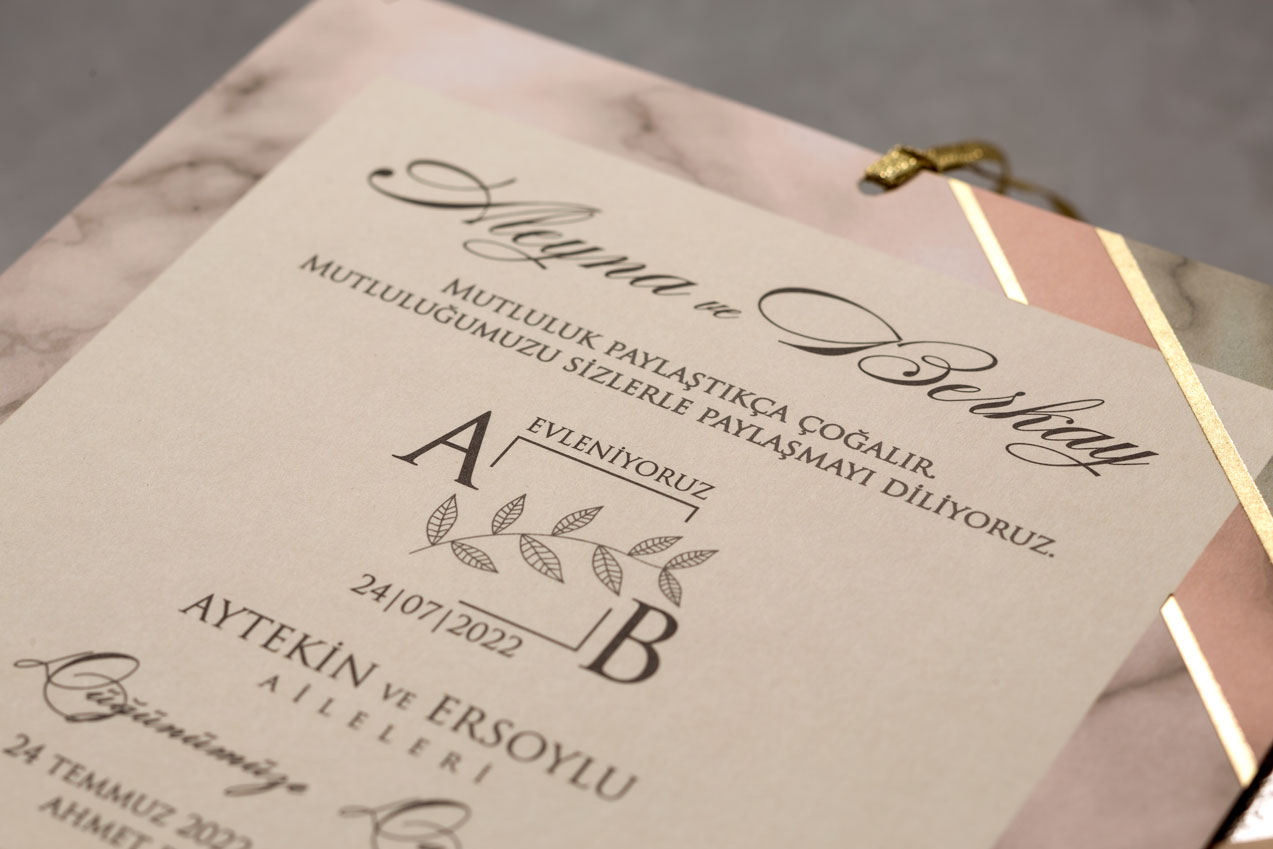 Aleyna ve Berkay
MUTLULUK PAYLAŞTIKÇA ÇOĞALIR.
MUTLULUĞUMUZU SİZLERLE PAYLAŞMAYI DİLİYORUZ.
A
EVLENİYORUZ
24|07|2022
B
AYTEKİN VE ERSOYLU
AİLELERİ
Düğünümüze
24 TEMMUZ 2022
AHMET